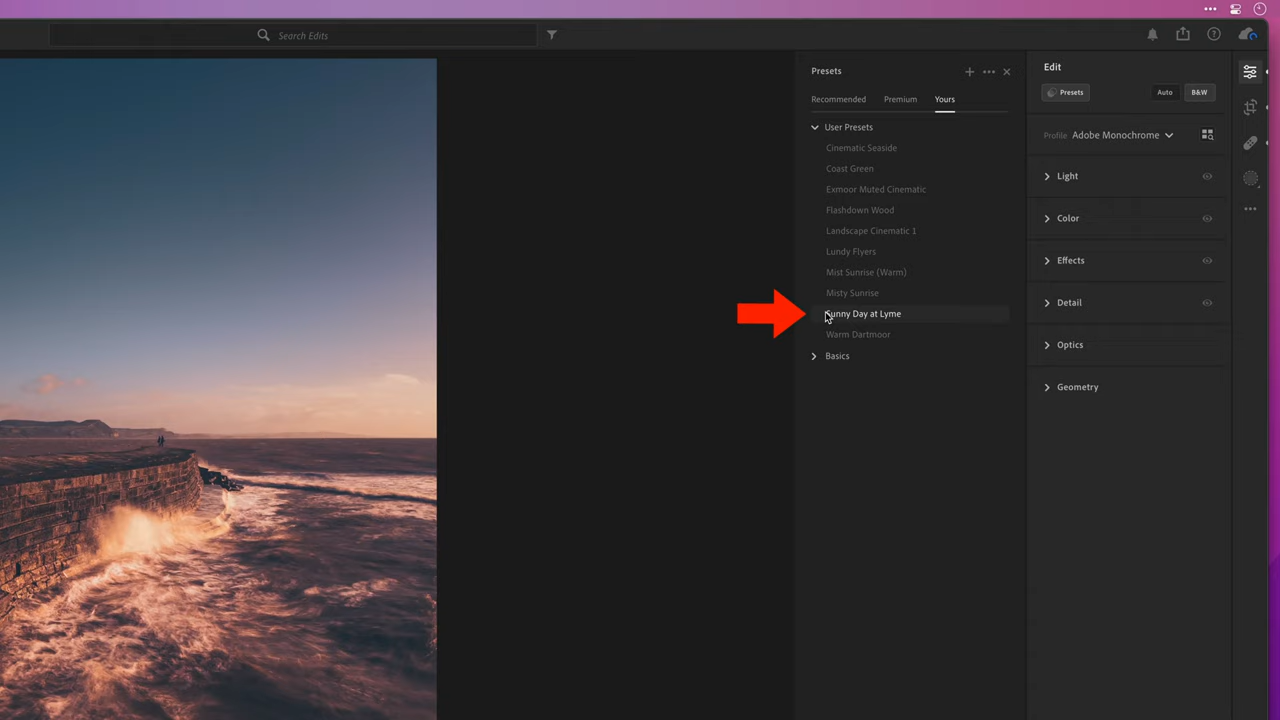 Search Edits
Presets
Recommended
Premium
Yours
User Presets
Cinematic Seaside
Coast Green
Exmoor Muted Cinematic
Flashdown Wood
Landscape Cinematic 1
Lundy Flyers
Mist Sunrise (Warm)
Misty Sunrise
Sunny Day at Lyme
Warm Dartmoor
Basics
Edit
Presets
Auto
B&W
Profile Adobe Monochrome
Light
Color
Effects
Detail
Optics
Geometry